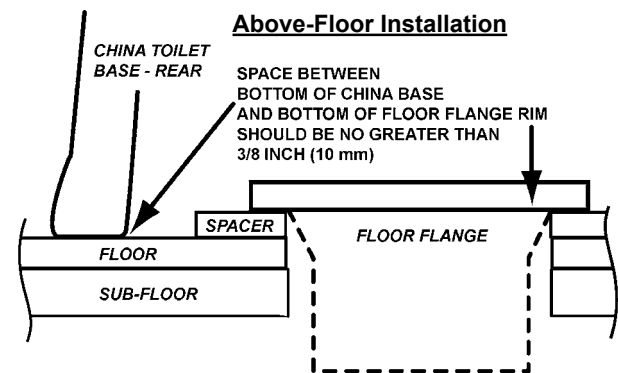 Above-Floor Installation
CHINA TOILET
BASE - REAR
SPACE BETWEEN
BOTTOM OF CHINA BASE
AND BOTTOM OF FLOOR FLANGE RIM
SHOULD BE NO GREATER THAN
3/8 INCH (10 mm)
SPACER
FLOOR FLANGE
FLOOR
SUB-FLOOR